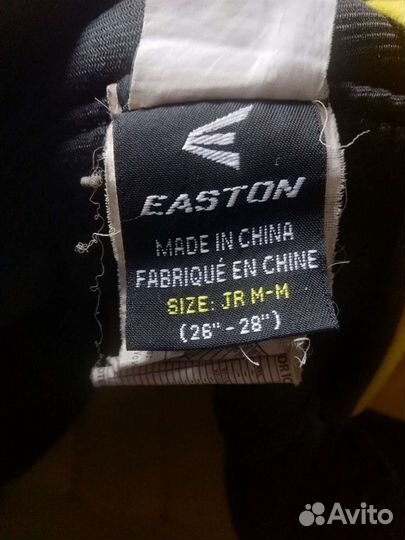 EASTON
MADE IN CHINA
FABRIQUÉ EN CHINE
SIZE: JR M-M
(26" - 28")
Avito